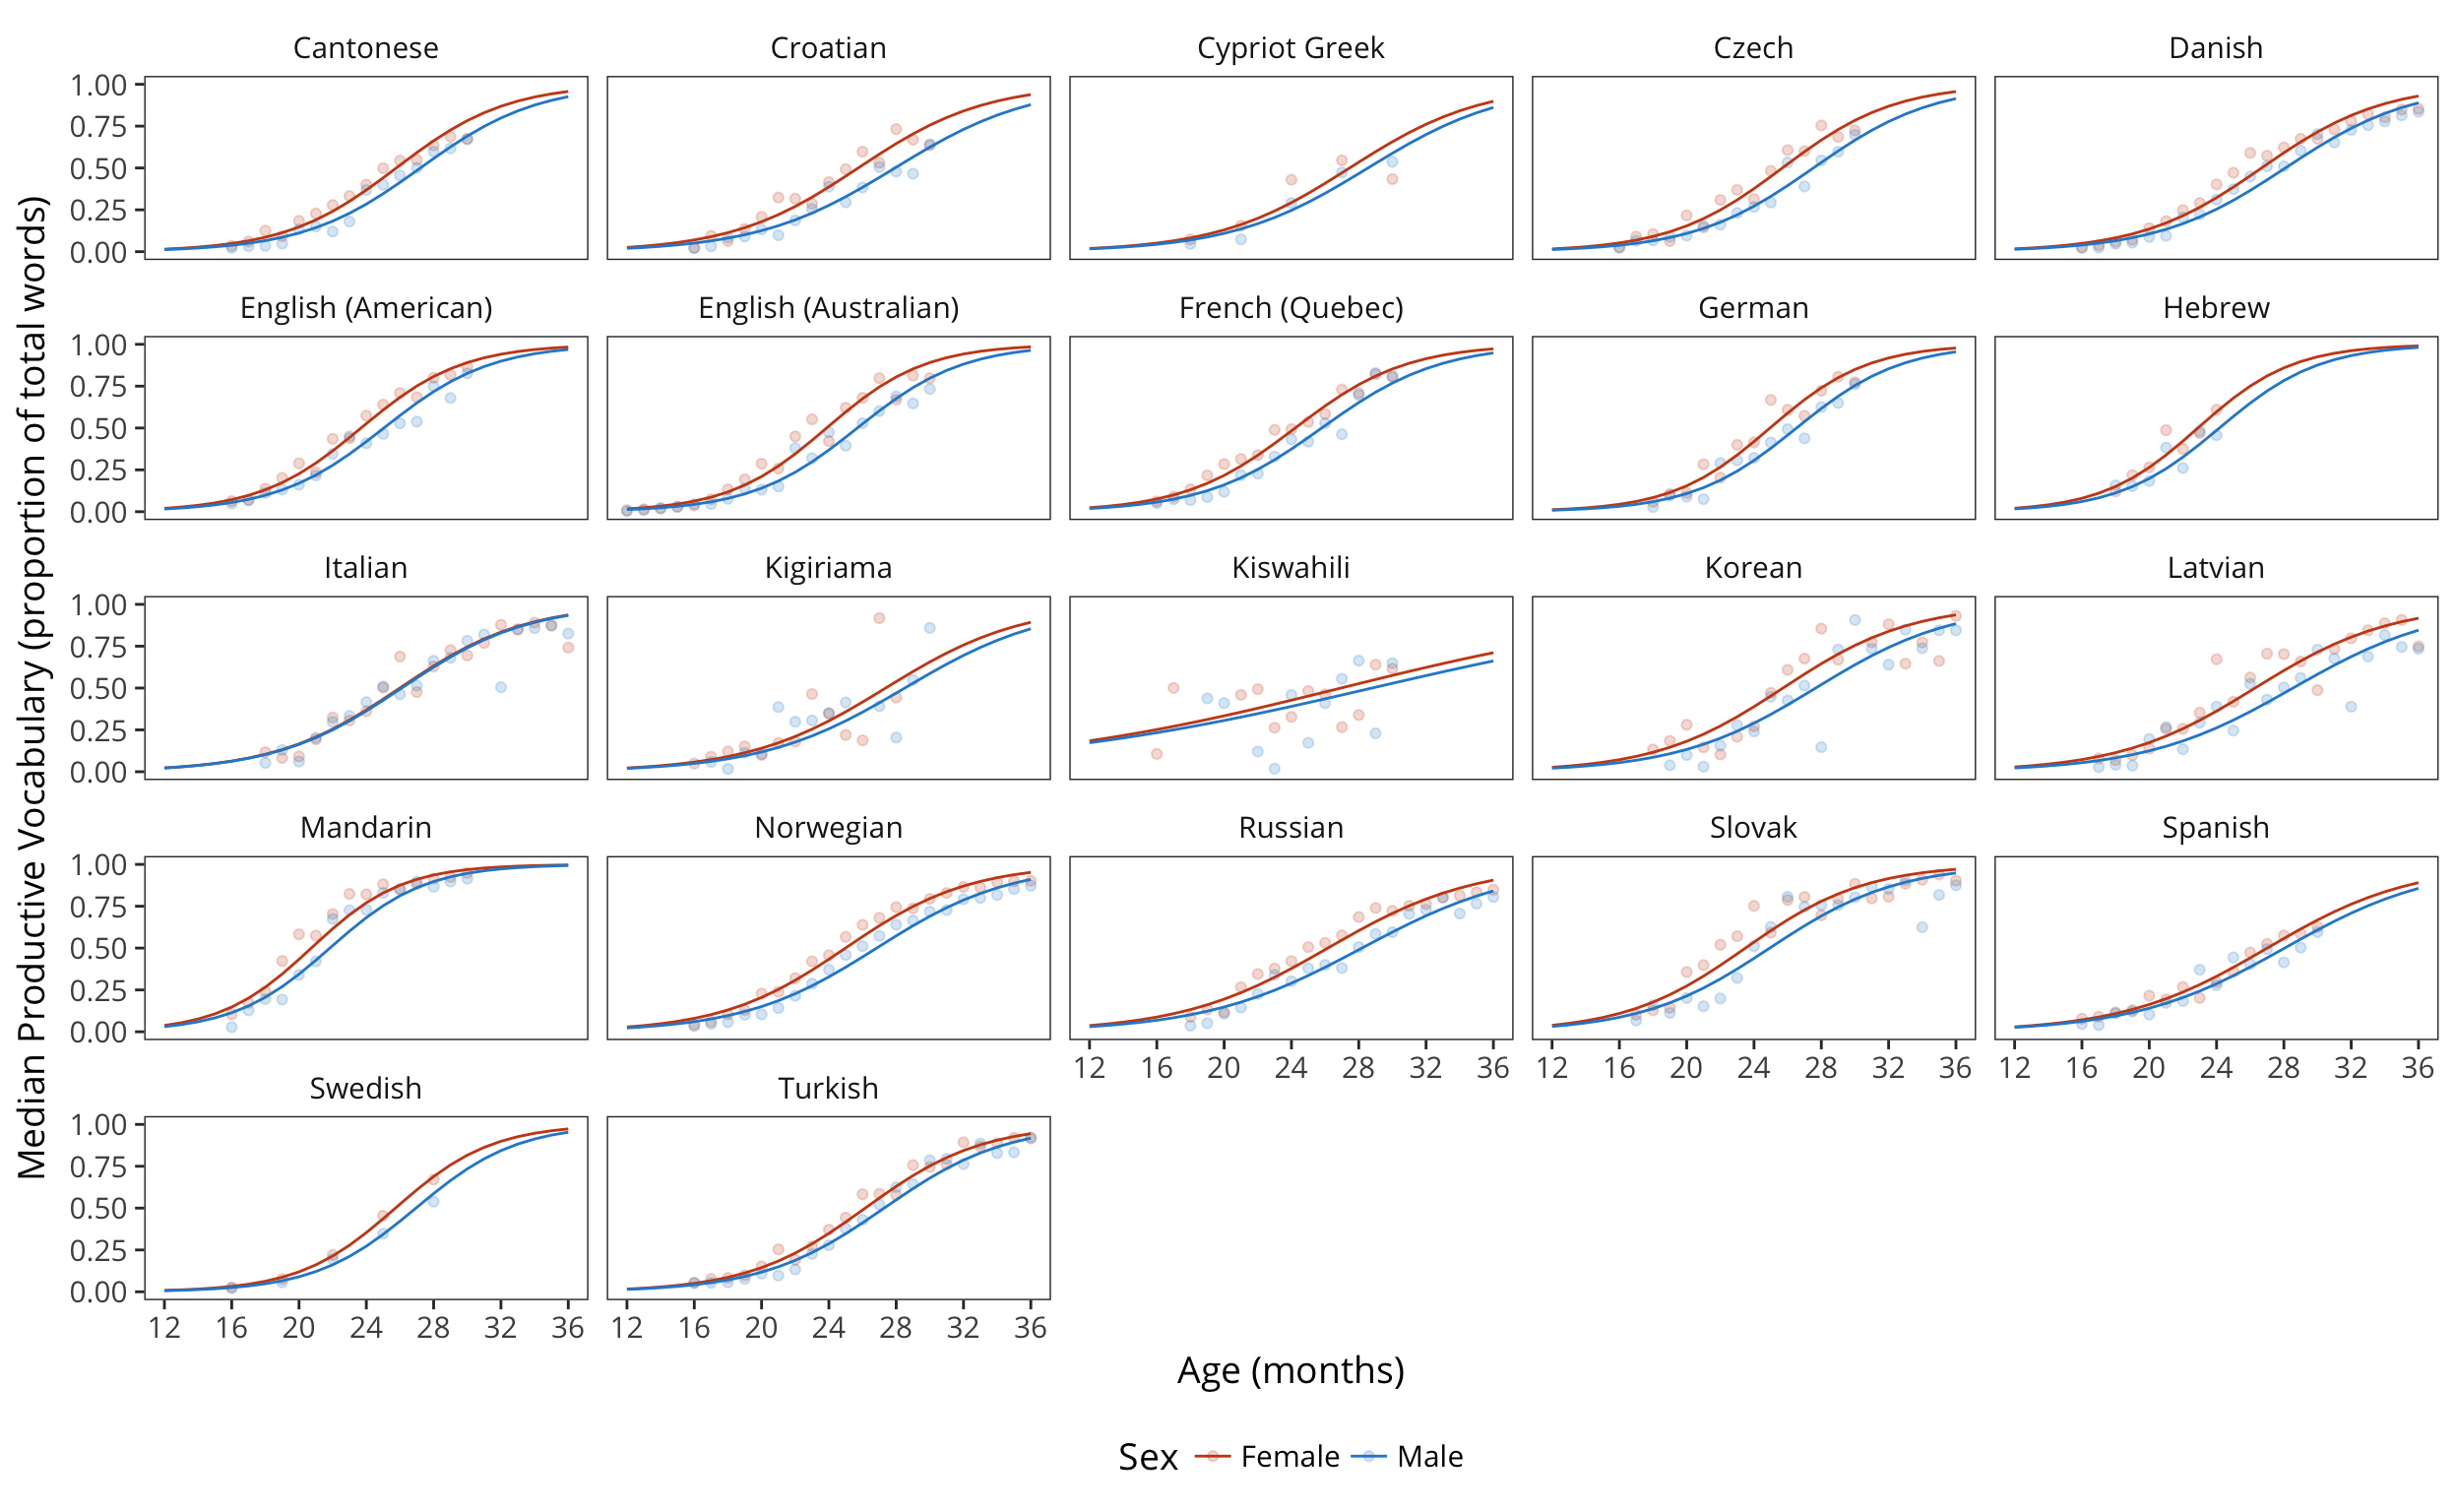 Median Productive Vocabulary (proportion of total words)
Cantonese Croatian Cypriot Greek Czech Danish
1.00
0.75
0.50
0.25
0.00
English (American) English (Australian) French (Quebec) German Hebrew
1.00
0.75
0.50
0.25
0.00
Italian Kigiriama Kiswahili Korean Latvian
1.00
0.75
0.50
0.25
0.00
Mandarin Norwegian Russian Slovak Spanish
1.00
0.75
0.50
0.25
0.00
12 16 20 24 28 32 36 12 16 20 24 28 32 36 12 16 20 24 28 32 36
Swedish Turkish
1.00
0.75
0.50
0.25
0.00
12 16 20 24 28 32 36 12 16 20 24 28 32 36
Age (months)
Sex Female Male